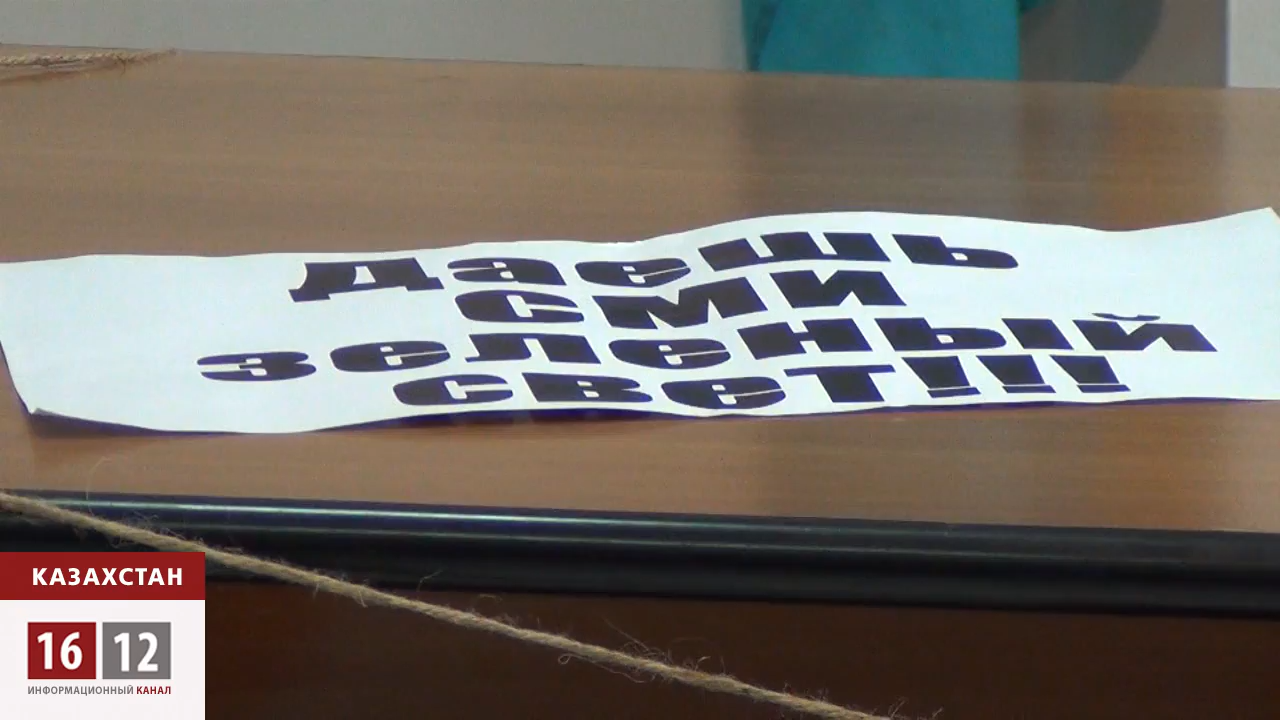 Даешь
сми
зеленый
свет!!!
КАЗАХСТАН
16 12
ИНФОРМАЦИОННЫЙ КАНАЛ